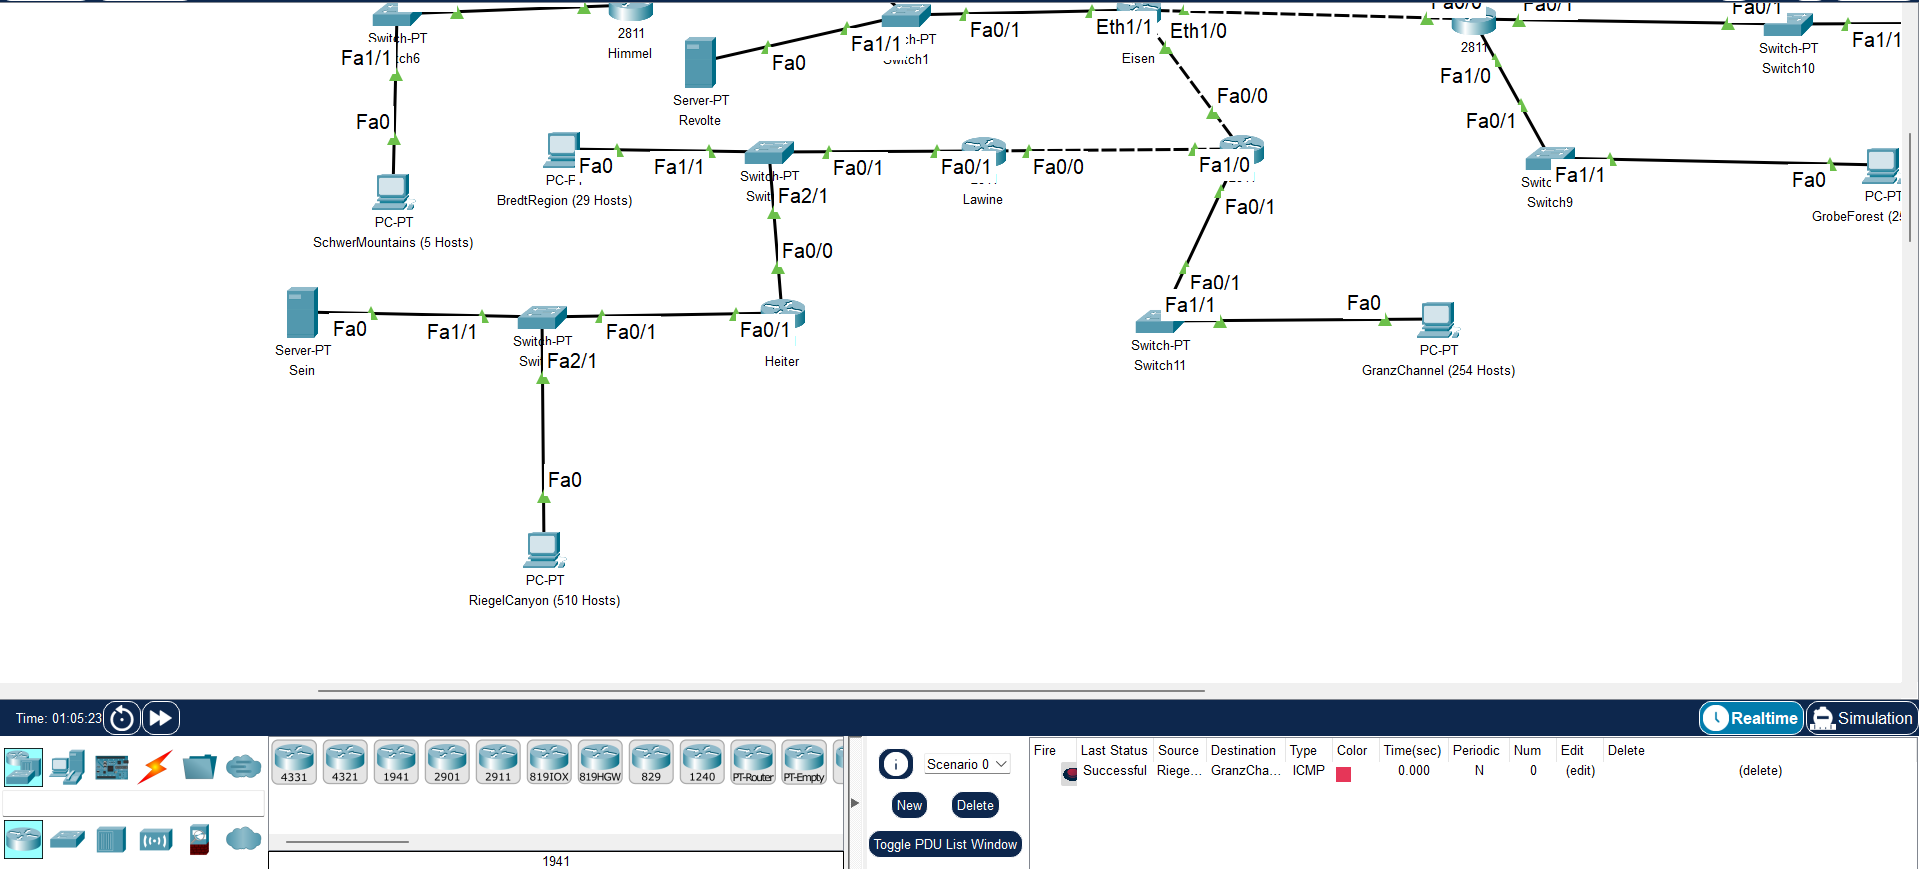 Switch-PT
Fa1/1
ch6
2811
Himmel
Fa0
PC-PT
SchwerMountains (5 Hosts)
Server-PT
Revolte
Fa0
Fa1/1
Switch1
Fa0/1
Eth1/1
Eth1/0
Eisen
Fa0/0
Fa0/1
2811
Fa1/0
Fa0/1
Fa0/1
Switch-PT
Switch10
Fa1/1
Fa0/0
BredtRegion (29 Hosts)
Fa0
Fa1/1
Switch-PT
Fa2/1
Fa0/1
Fa0/1
Fa0/0
Lawine
Fa1/0
Fa0/1
Fa1/1
Switch9
Fa0
PC-PT
Fa0/0
Fa0/1
Fa1/1
Fa0
Server-PT
Sein
Fa0
Fa1/1
Switch-PT
Fa2/1
Fa0/1
Fa0/1
Heiter
Switch-PT
Switch11
PC-PT
GranzChannel (254 Hosts)
Fa0
PC-PT
RiegelCanyon (510 Hosts)
Time: 01:05:23
Realtime
Simulation
4331
4321
1941
2901
2911
819IOX
819HGW
829
1240
PT-Router
PT-Empty
1941
Scenario 0
New
Delete
Toggle PDU List Window
Fire Last Status Source Destination Type Color Time(sec) Periodic Num Edit Delete
Successful Riege... GranzCha... ICMP 0.000 N 0 (edit) (delete)